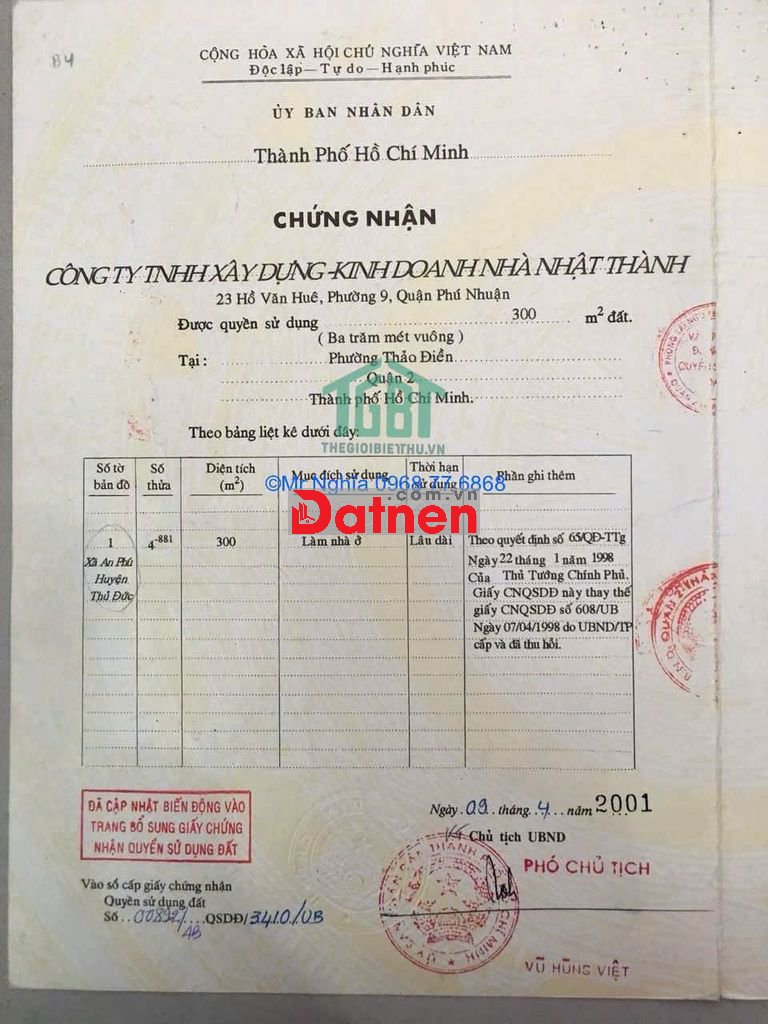 B4
CỘNG HÒA XÃ HỘI CHỦ NGHĨA VIỆT NAM
Độc lập — Tự do — Hạnh phúc
ỦY BAN NHÂN DÂN
Thành Phố Hồ Chí Minh
CHỨNG NHẬN
CÔNG TY TNHH XÂY DỰNG-KINH DOANH NHÀ NHẬT THÀNH
23 Hồ Văn Huê, Phường 9, Quận Phú Nhuận
Được quyền sử dụng 300 m² đất.
( Ba trăm mét vuông )
Tại : Phường Thảo Điền
Quận 2
Thành phố Hồ Chí Minh.
TGBT
THEGIOIBIETTHU.VN
Theo bảng liệt kê dưới đây:
Số tờ bản đồ Số thửa Diện tích (m²) Mục đích sử dụng Thời hạn sử dụng Phần ghi thêm
©Mr Nghĩa 0968 77 6868
.com.vn
Datnen
1 4-881 300 Làm nhà ở Lâu dài Theo quyết định số 65/QĐ-TTg
Xã An Phú Ngày 22 tháng 1 năm 1998
Huyện Của Thủ Tướng Chính Phủ.
Thủ Đức Giấy CNQSDĐ này thay thế
giấy CNQSDĐ số 608/UB
Ngày 07/04/1998 do UBND/TP
cấp và đã thu hồi.
ĐÃ CẬP NHẬT BIẾN ĐỘNG VÀO
TRANG BỔ SUNG GIẤY CHỨNG
NHẬN QUYỀN SỬ DỤNG ĐẤT
Ngày 09 tháng 4 năm 2001
KT Chủ tịch UBND
PHÓ CHỦ TỊCH
Vào sổ cấp giấy chứng nhận
Quyền sử dụng đất
Số QSDĐ/3410/UB
VŨ HÙNG VIỆT